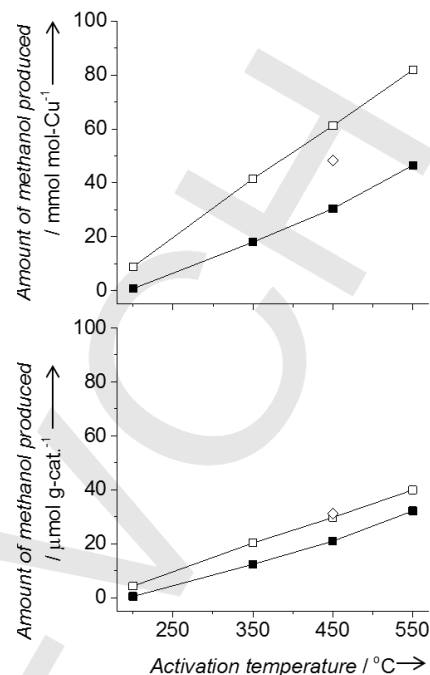 Amount of methanol produced
/ mmol mol-Cu⁻¹
100
80
60
40
20
0
Amount of methanol produced
/ μmol g-cat.⁻¹
100
80
60
40
20
0
250 350 450 550
Activation temperature / °C
VCH